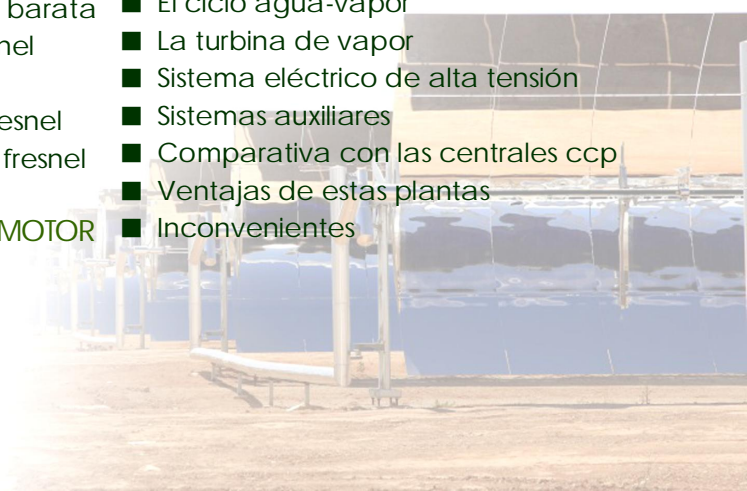 barata
nel
esnel
fresnel
MOTOR
■ El ciclo agua-vapor
■ La turbina de vapor
■ Sistema eléctrico de alta tensión
■ Sistemas auxiliares
■ Comparativa con las centrales ccp
■ Ventajas de estas plantas
■ Inconvenientes